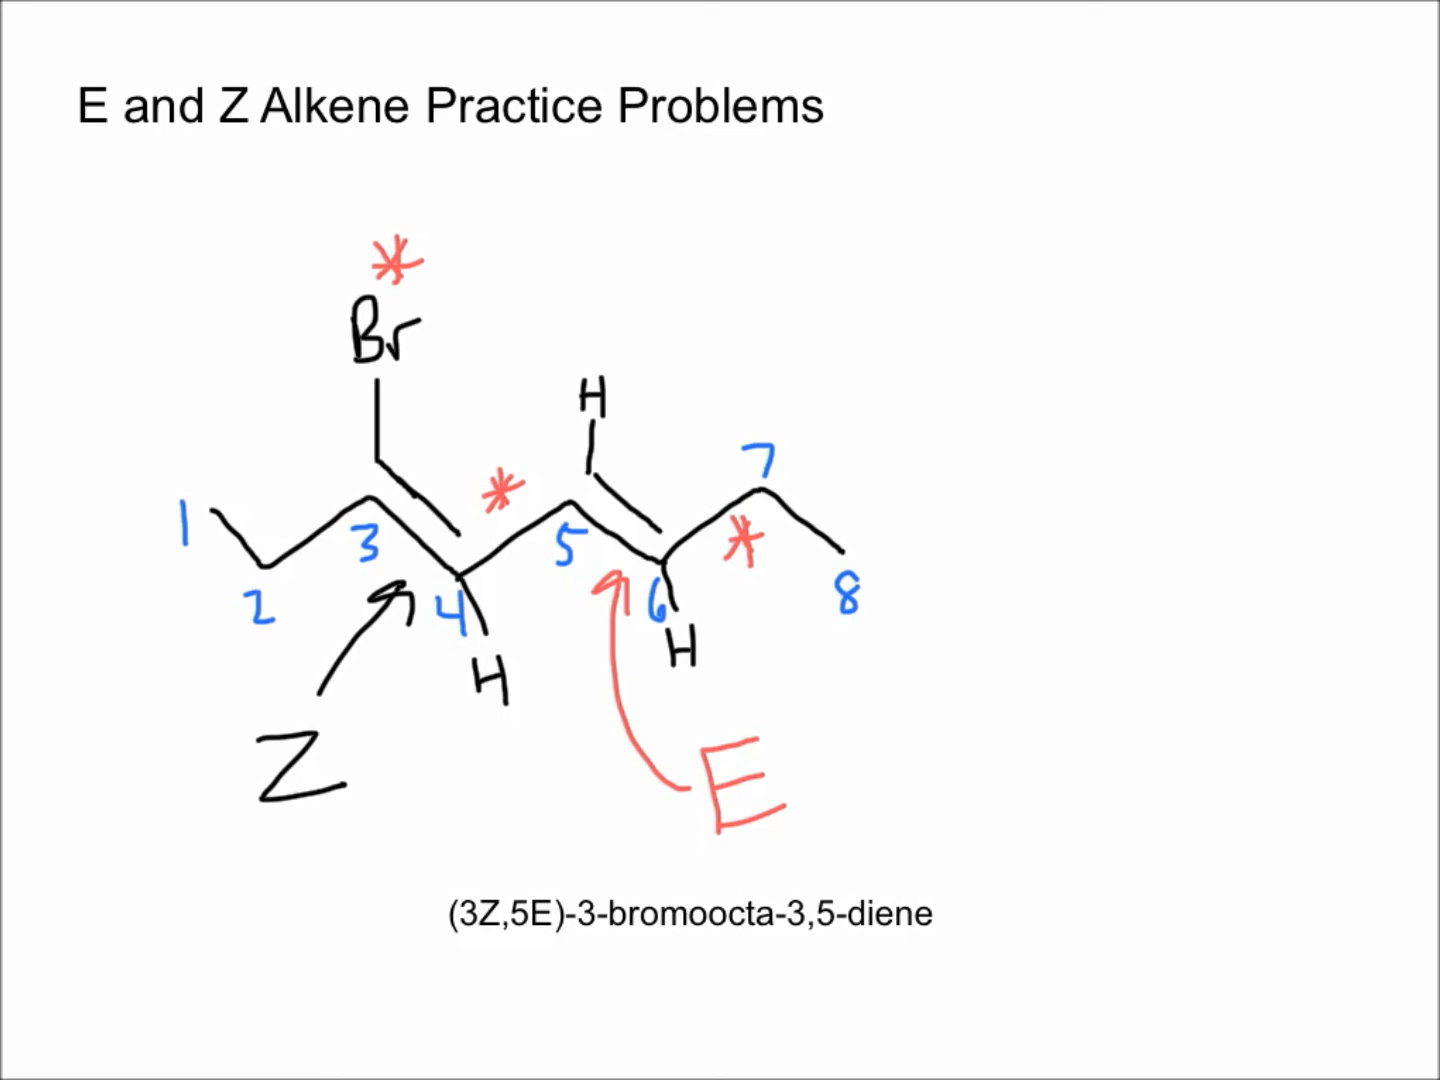 E and Z Alkene Practice Problems
*
Br
H
7
1
*
3
5
*
2
4
6
8
H
H
Z
E
(3Z,5E)-3-bromoocta-3,5-diene